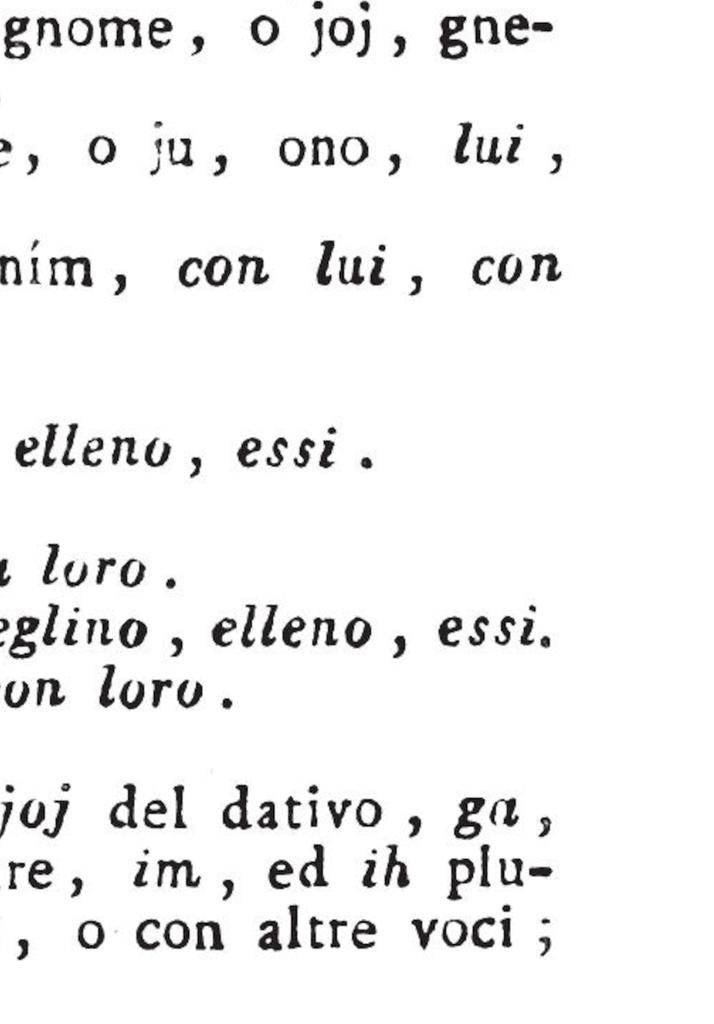 gnome, o joj, gne-
, o ju, ono, lui,
ním, con lui, con
elleno, essi.
loro.
eglino, elleno, essi.
on loro.
joj del dativo, ga,
re, im, ed ih plu-
, o con altre voci;